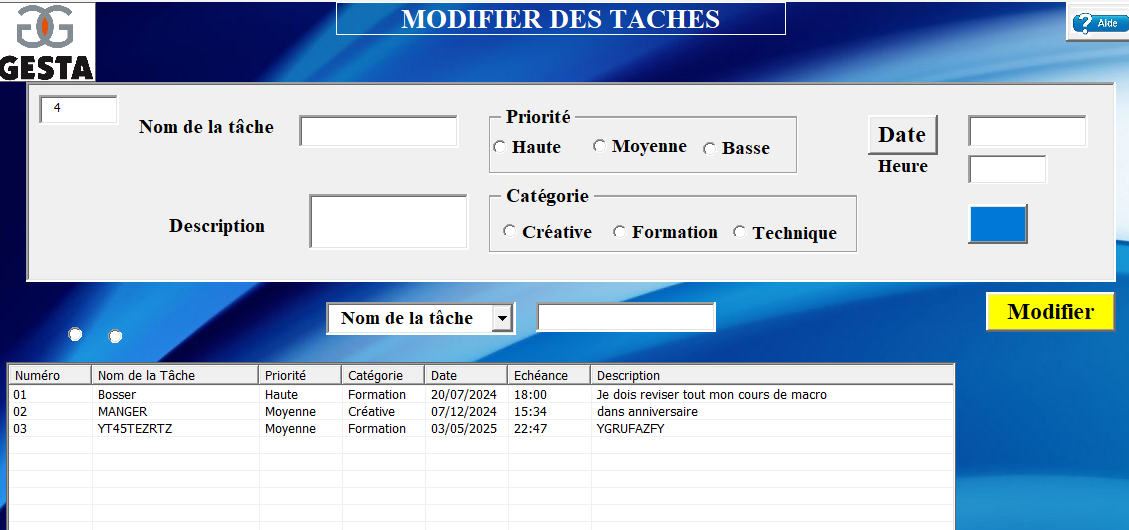 MODIFIER DES TACHES
Aide
GESTA
4
Nom de la tâche
Priorité
Haute
Moyenne
Basse
Date
Heure
Description
Catégorie
Créative
Formation
Technique
Nom de la tâche
Modifier
Numéro Nom de la Tâche Priorité Catégorie Date Echéance Description
01 Bosser Haute Formation 20/07/2024 18:00 Je dois reviser tout mon cours de macro
02 MANGER Moyenne Créative 07/12/2024 15:34 dans anniversaire
03 YT45TEZRTZ Moyenne Formation 03/05/2025 22:47 YGRUFAZFY